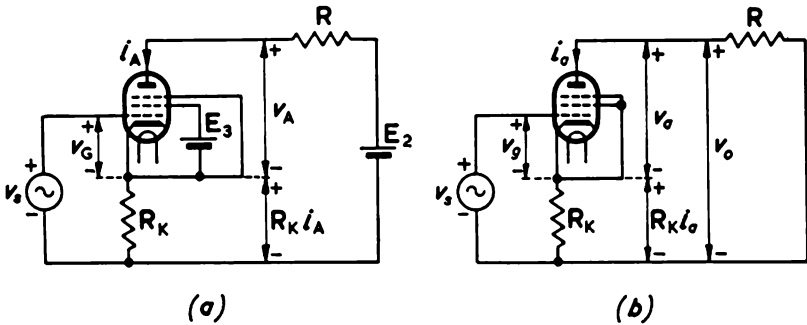 R
i_A
E_3
v_A
E_2
v_G
v_s
R_K
R_K i_A
(a)
R
i_a
v_a
v_o
v_g
v_s
R_K
R_K i_a
(b)